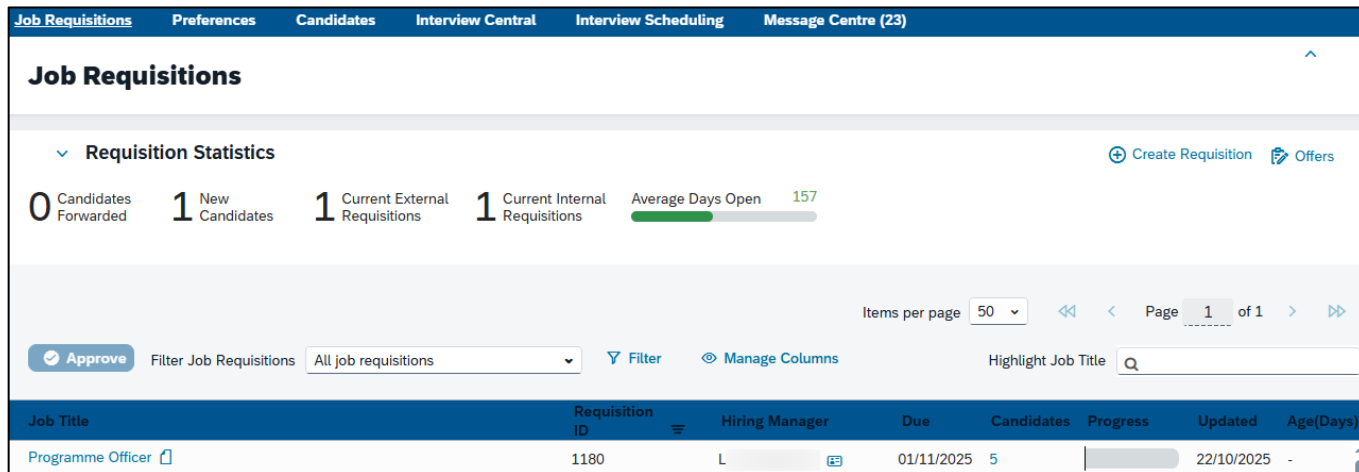 Job Requisitions Preferences Candidates Interview Central Interview Scheduling Message Centre (23)
Job Requisitions
Requisition Statistics
Create Requisition Offers
0 Candidates Forwarded
1 New Candidates
1 Current External Requisitions
1 Current Internal Requisitions
Average Days Open 157
Items per page 50 Page 1 of 1
Approve Filter Job Requisitions All job requisitions Filter Manage Columns Highlight Job Title
Job Title Requisition ID Hiring Manager Due Candidates Progress Updated Age(Days)
Programme Officer 1180 L 01/11/2025 5 22/10/2025 -